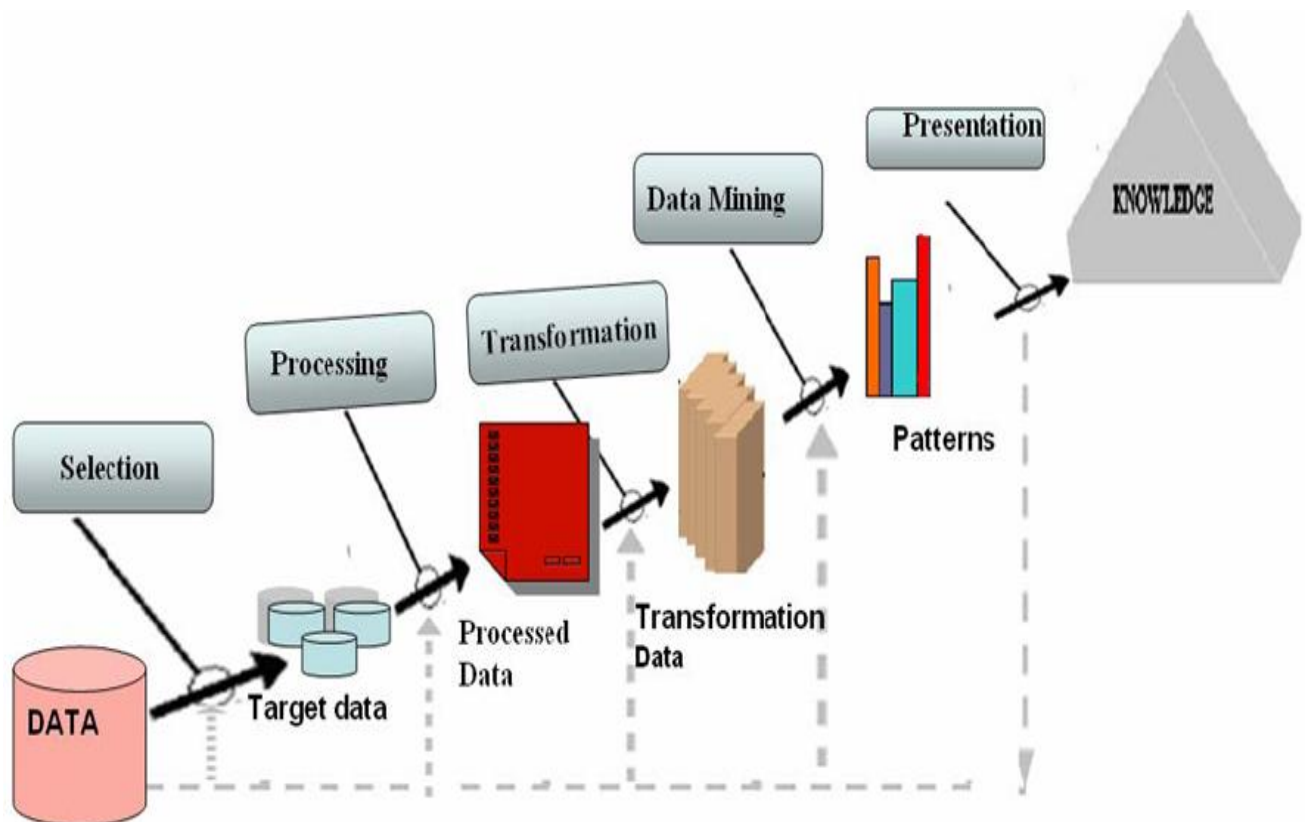 Presentation
KNOWLEDGE
Data Mining
Transformation
Processing
Patterns
Selection
Transformation
Data
Processed
Data
Target data
DATA